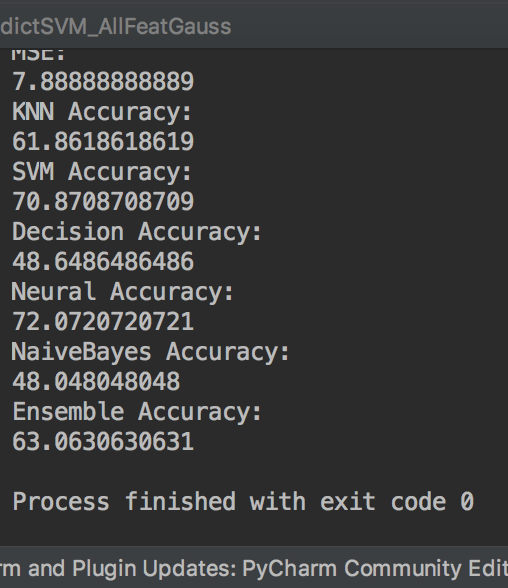 dictSVM_AllFeatGauss
MSE:
7.88888888889
KNN Accuracy:
61.8618618619
SVM Accuracy:
70.8708708709
Decision Accuracy:
48.6486486486
Neural Accuracy:
72.0720720721
NaiveBayes Accuracy:
48.048048048
Ensemble Accuracy:
63.0630630631
Process finished with exit code 0
rm and Plugin Updates: PyCharm Community Edit